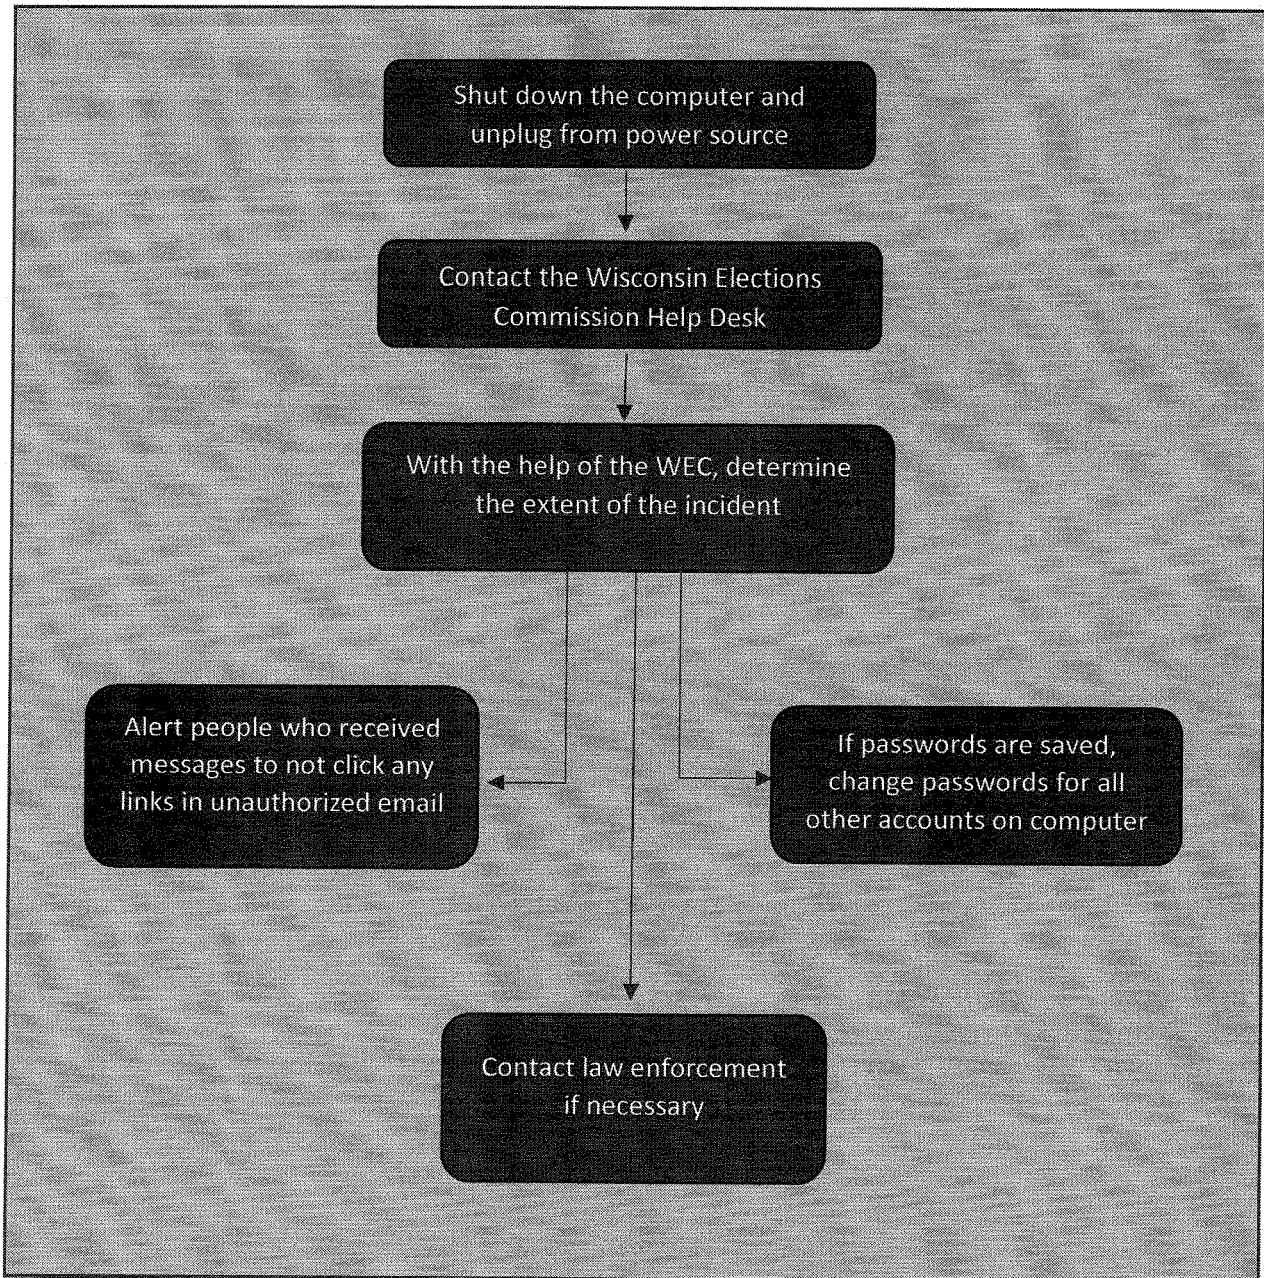 Shut down the computer and
unplug from power source
Contact the Wisconsin Elections
Commission Help Desk
With the help of the WEC, determine
the extent of the incident
Alert people who received
messages to not click any
links in unauthorized email
If passwords are saved,
change passwords for all
other accounts on computer
Contact law enforcement
if necessary